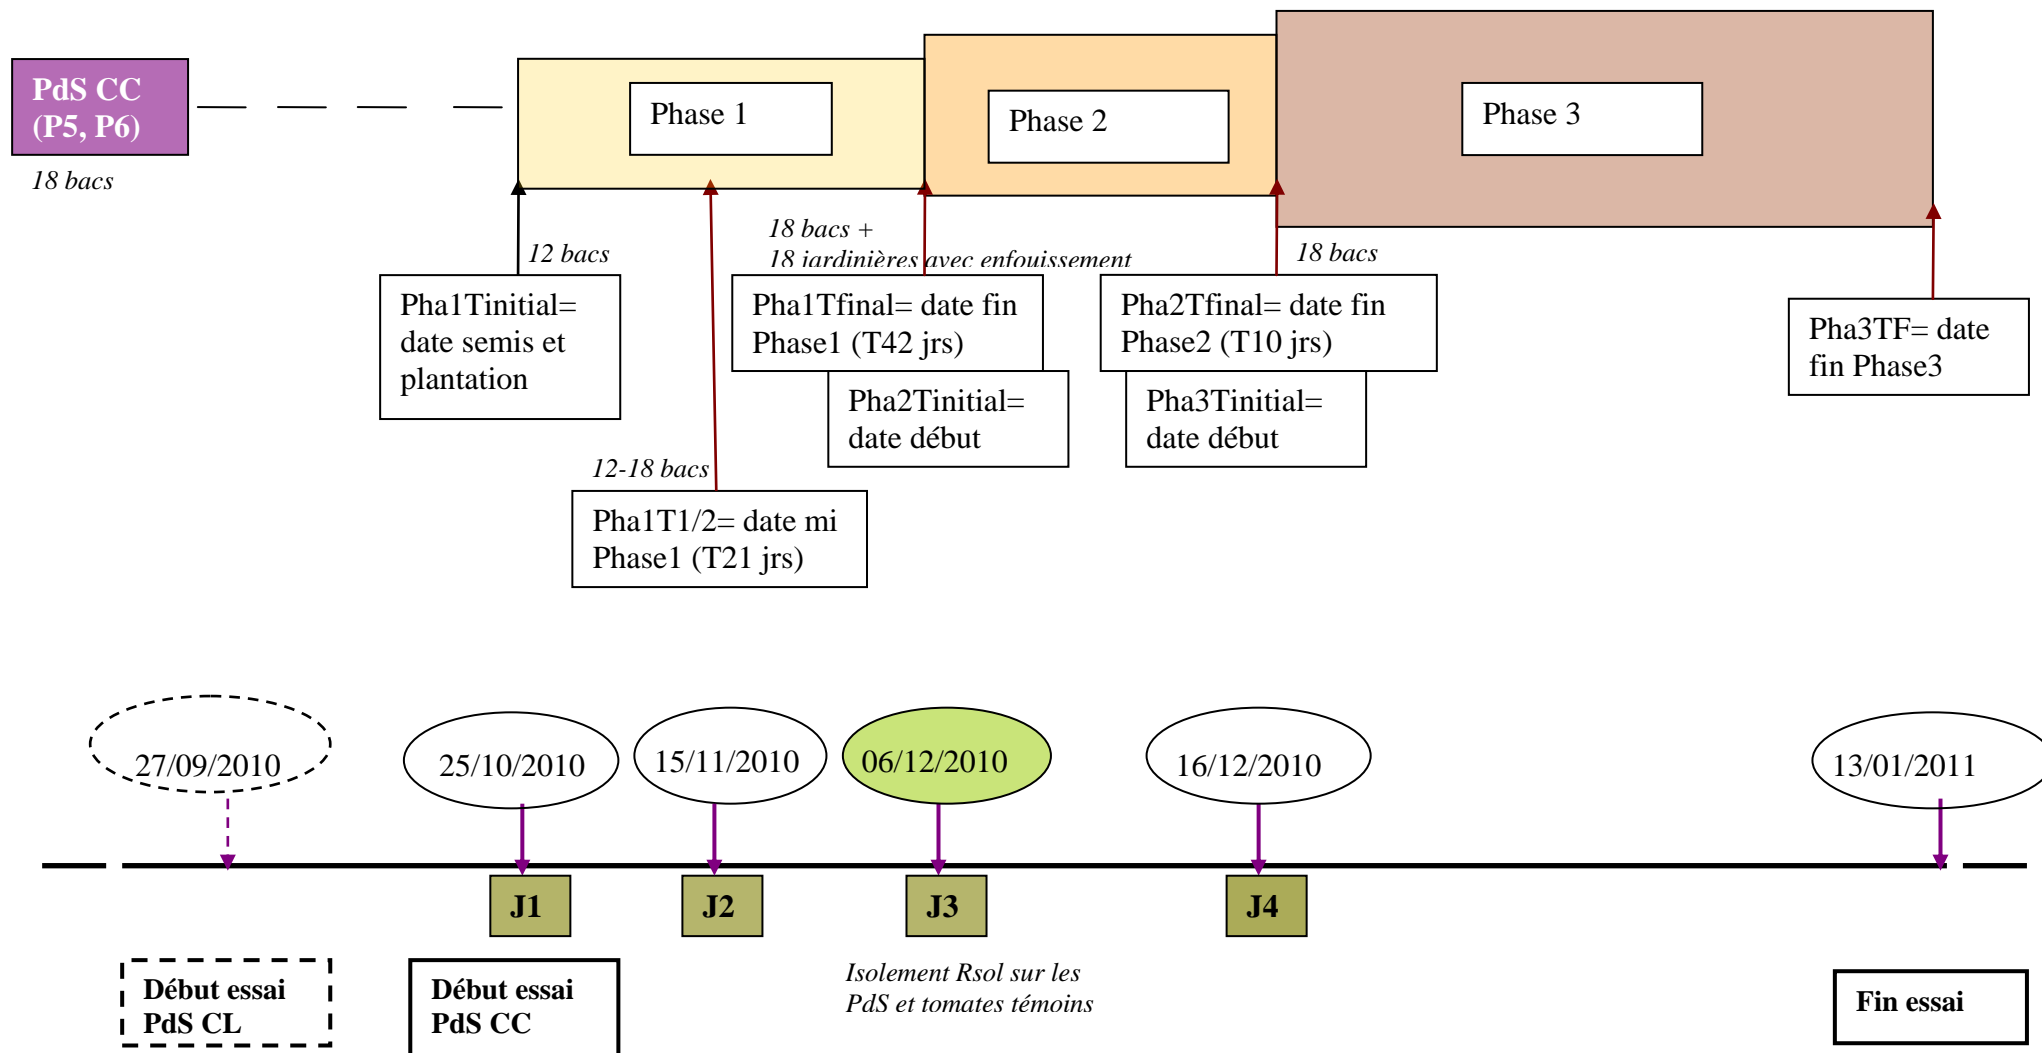 PdS CC
(P5, P6)
18 bacs
Phase 1
Phase 2
Phase 3
12 bacs
18 bacs +
18 jardinières avec enfouissement
18 bacs
Pha1Tinitial=
date semis et
plantation
Pha1Tfinal= date fin
Phase1 (T42 jrs)
Pha2Tinitial=
date début
Pha2Tfinal= date fin
Phase2 (T10 jrs)
Pha3Tinitial=
date début
Pha3TF= date
fin Phase3
12-18 bacs
Pha1T1/2= date mi
Phase1 (T21 jrs)
27/09/2010
25/10/2010
15/11/2010
06/12/2010
16/12/2010
13/01/2011
J1
J2
J3
J4
Début essai
PdS CL
Début essai
PdS CC
Isolement Rsol sur les
PdS et tomates témoins
Fin essai